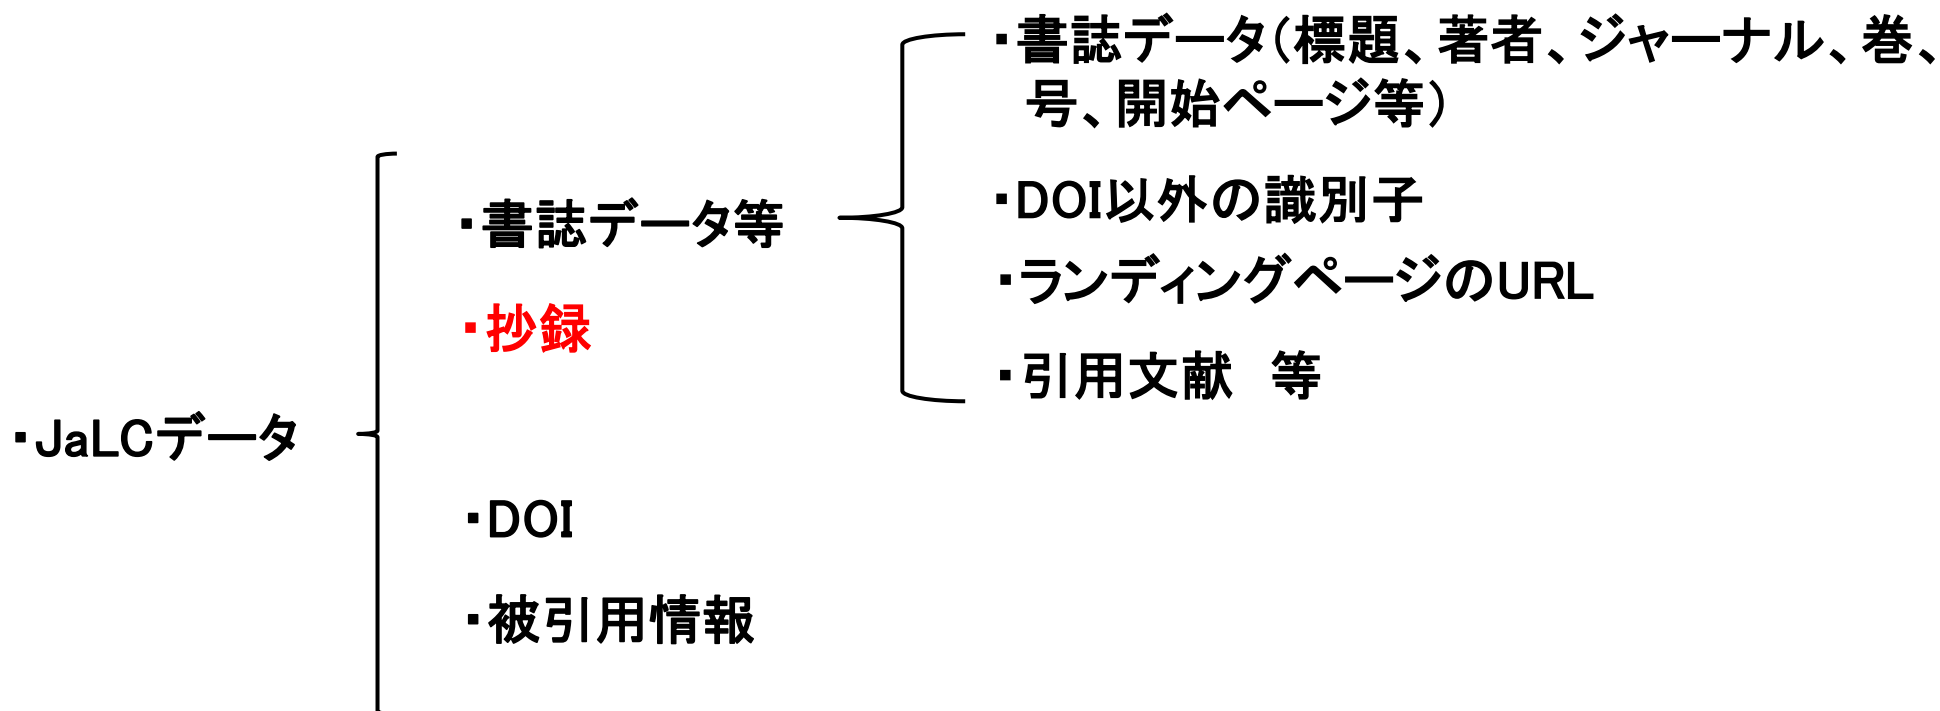 ・書誌データ(標題、著者、ジャーナル、巻、
号、開始ページ等)
・DOI以外の識別子
・書誌データ等
・ランディングページのURL
・抄録
・引用文献　等
・JaLCデータ
・DOI
・被引用情報